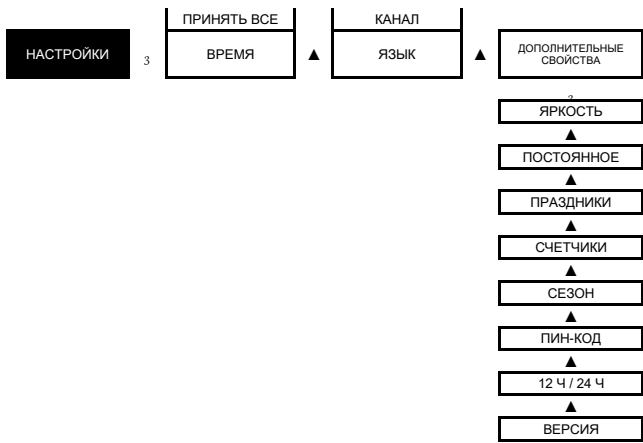 ПРИНЯТЬ ВСЕ
КАНАЛ
НАСТРОЙКИ
3
ВРЕМЯ
▲
ЯЗЫК
▲
ДОПОЛНИТЕЛЬНЫЕ
СВОЙСТВА
ЯРКОСТЬ
▲
ПОСТОЯННОЕ
▲
ПРАЗДНИКИ
▲
СЧЕТЧИКИ
▲
СЕЗОН
▲
ПИН-КОД
▲
12 Ч / 24 Ч
▲
ВЕРСИЯ